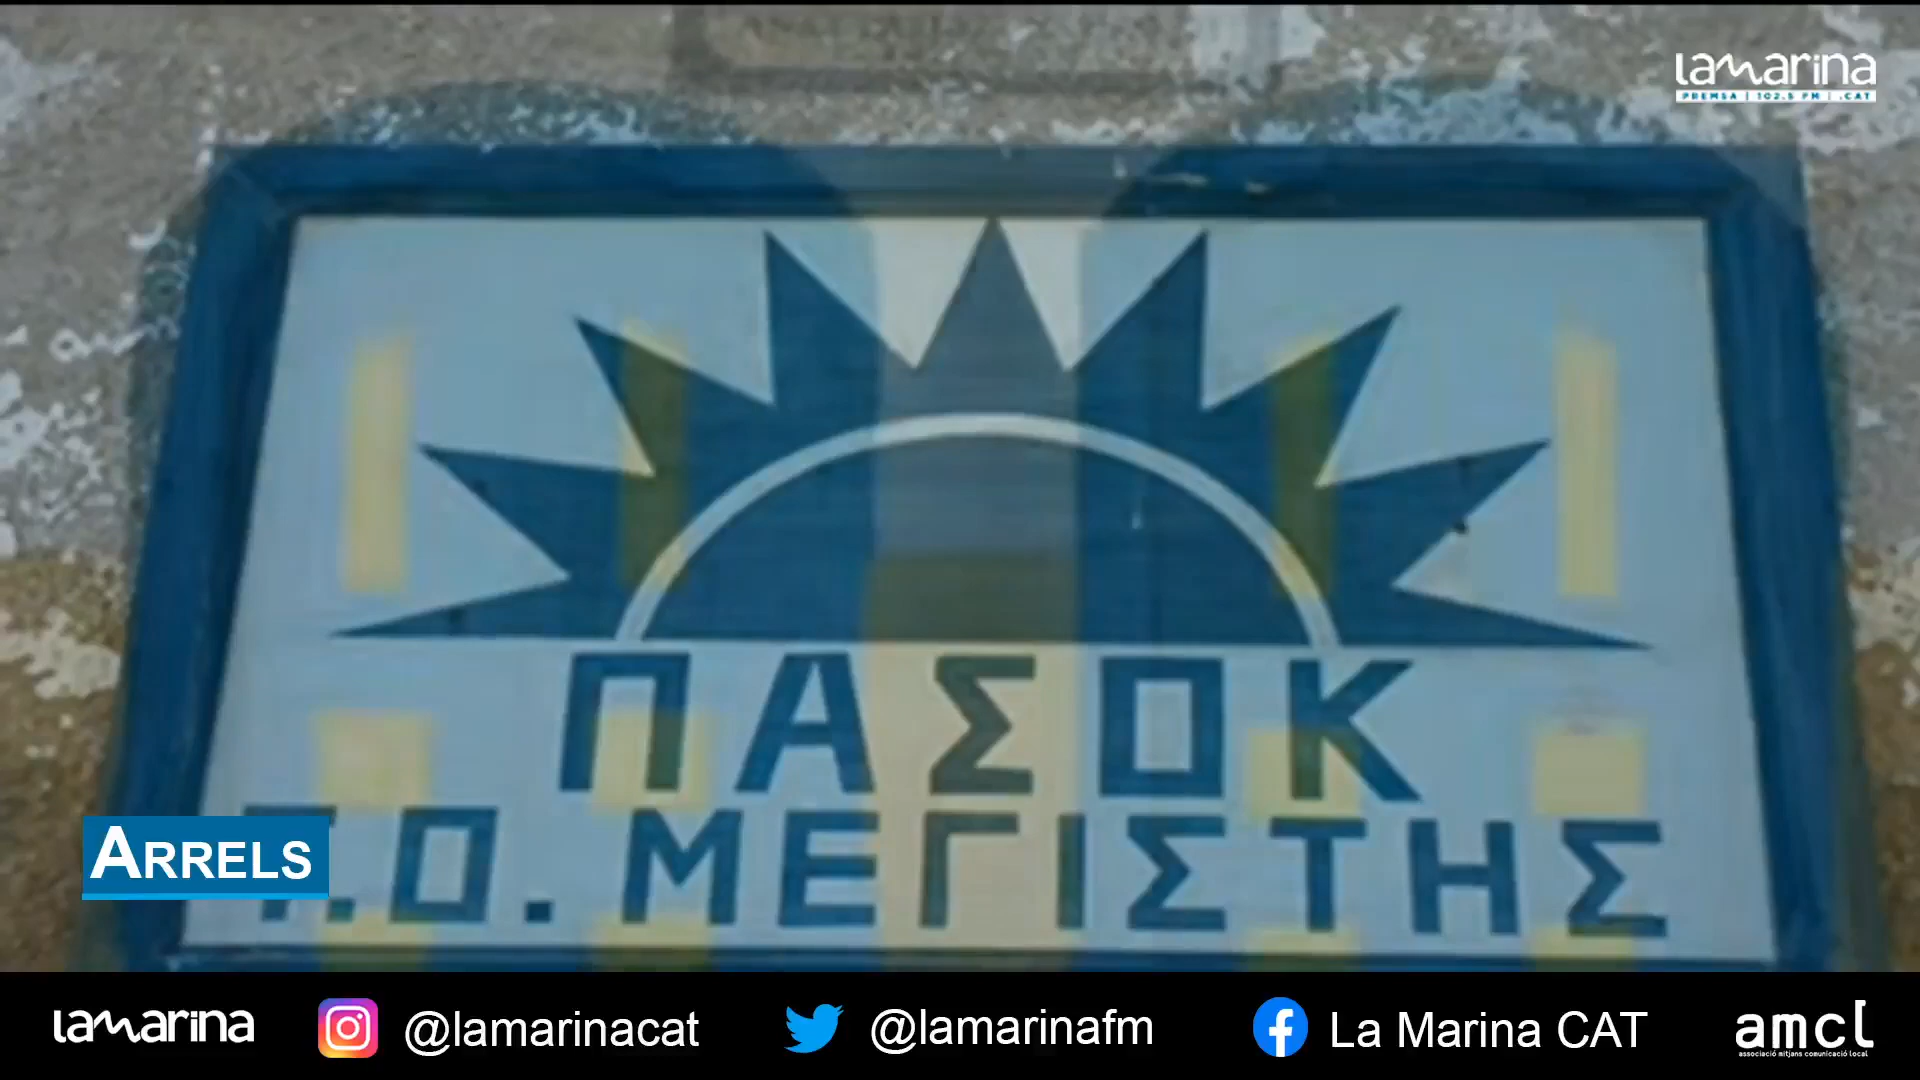 lamarina
PREMSA | 102.5 FM | .CAT
ΠΑΣΟΚ
Τ.Ο. ΜΕΓΙΣΤΗΣ
ARRELS
lamarina
@lamarinacat
@lamarinafm
La Marina CAT
amcl
associació mitjans comunicació local